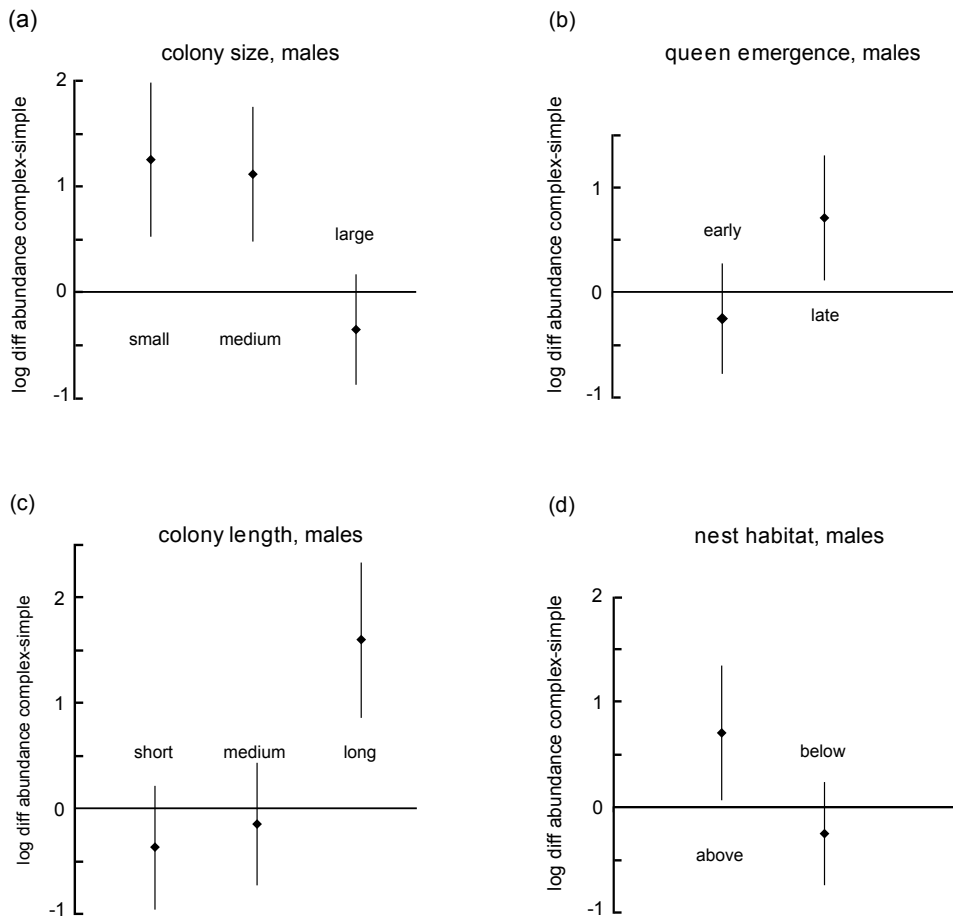 (a)
colony size, males
log diff abundance complex-simple
2
1
0
-1
small
medium
large
(b)
queen emergence, males
log diff abundance complex-simple
1
0
-1
early
late
(c)
colony length, males
log diff abundance complex-simple
2
1
0
-1
short
medium
long
(d)
nest habitat, males
log diff abundance complex-simple
2
1
0
-1
above
below